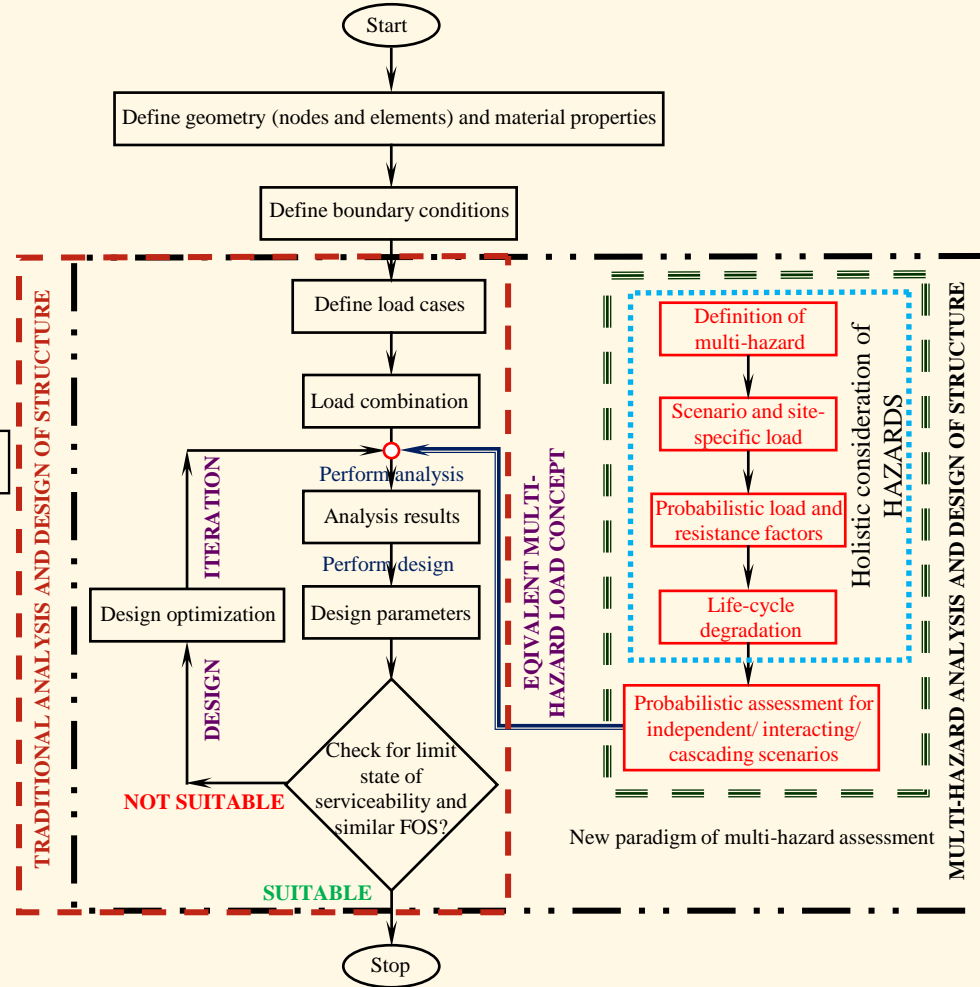 Start
Define geometry (nodes and elements) and material properties
Define boundary conditions
TRADITIONAL ANALYSIS AND DESIGN OF STRUCTURE
Define load cases
Load combination
Perform analysis
Analysis results
Perform design
Design parameters
ITERATION
Design optimization
DESIGN
Check for limit
state of
serviceability and
similar FOS?
NOT SUITABLE
SUITABLE
Stop
EQIVALENT MULTI-
HAZARD LOAD CONCEPT
Definition of
multi-hazard
Scenario and site-
specific load
Probabilistic load and
resistance factors
Life-cycle
degradation
Holistic consideration of
HAZARDS
Probabilistic assessment for
independent/ interacting/
cascading scenarios
New paradigm of multi-hazard assessment
MULTI-HAZARD ANALYSIS AND DESIGN OF STRUCTURE